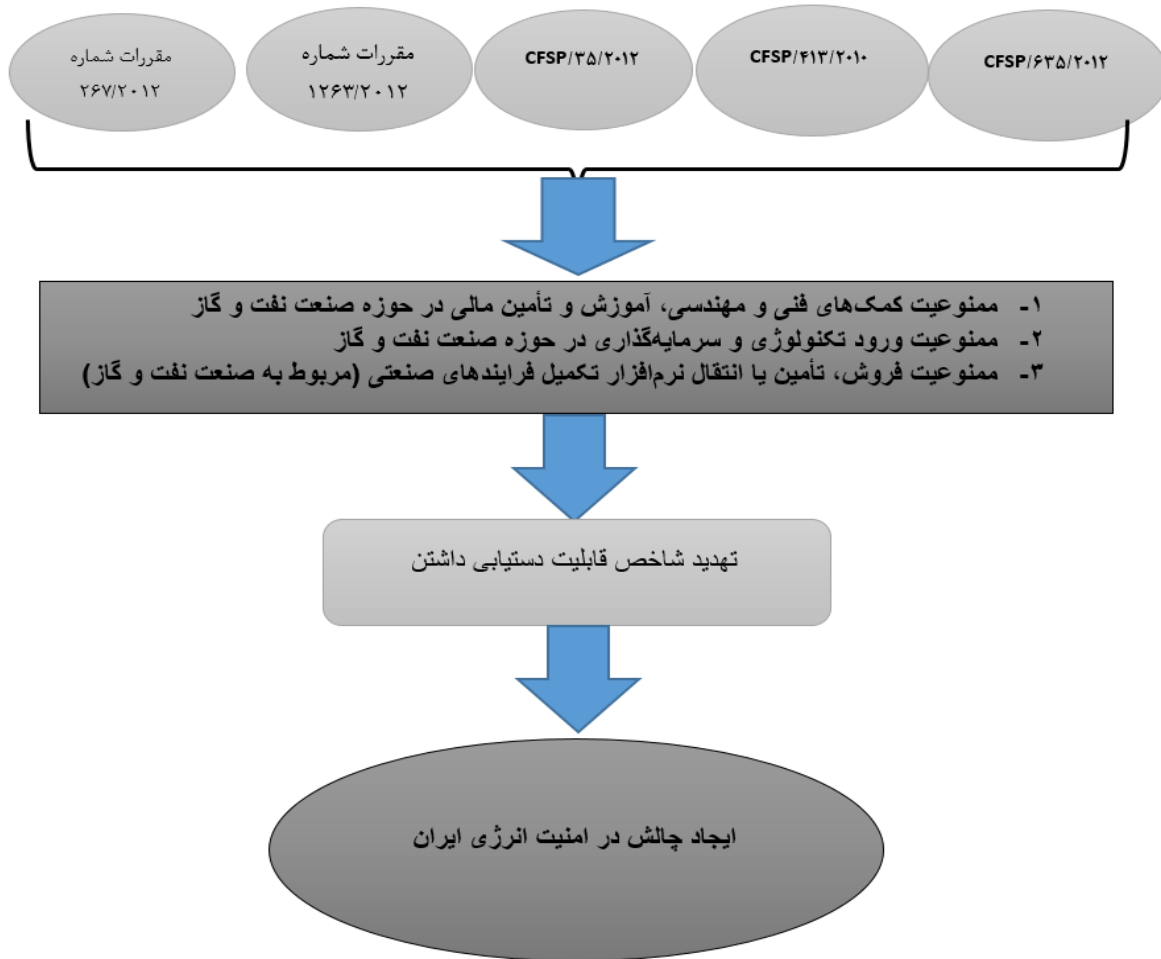 CFSP/۶۳۵/۲۰۱۲
CFSP/۴۱۳/۲۰۱۰
CFSP/۳۵/۲۰۱۲
مقررات شماره
۱۲۶۳/۲۰۱۲
مقررات شماره
۲۶۷/۲۰۱۲
۱- ممنوعیت کمک‌های فنی و مهندسی، آموزش و تأمین مالی در حوزه صنعت نفت و گاز
۲- ممنوعیت ورود تکنولوژی و سرمایه‌گذاری در حوزه صنعت نفت و گاز
۳- ممنوعیت فروش، تأمین یا انتقال نرم‌افزار تکمیل فرایندهای صنعتی (مربوط به صنعت نفت و گاز)
تهدید شاخص قابلیت دستیابی داشتن
ایجاد چالش در امنیت انرژی ایران